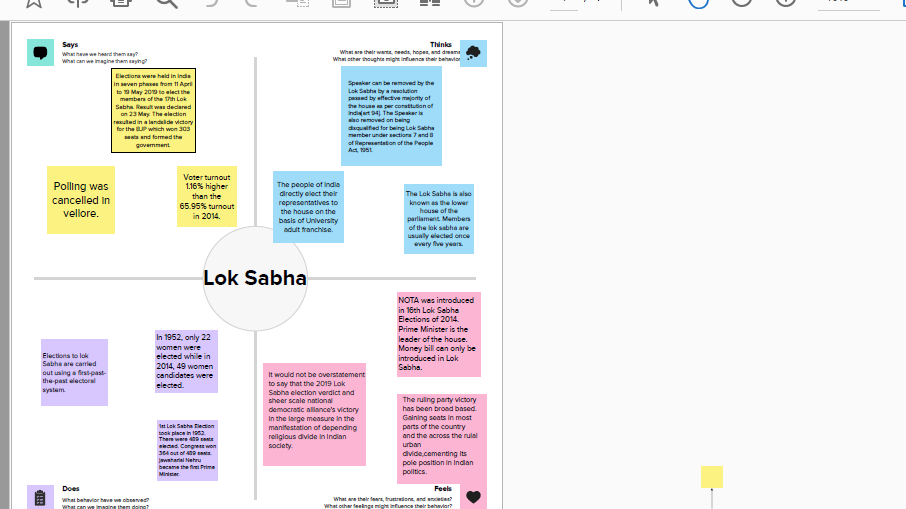 Says
What have we heard them say?
What can we imagine them saying?
Elections were held in India
in seven phases from 11 April
to 19 May 2019 to elect the
members of the 17th Lok
Sabha. Result was declared
on 23 May. The election
resulted in a landslide victory
for the BJP which won 303
seats and formed the
government.
Polling was
cancelled in
vellore.
Voter turnout
1.16% higher
than the
65.95% turnout
in 2014.
Thinks
What are their wants, needs, hopes, and dreams
What other thoughts might influence their behavior
Speaker can be removed by the
Lok Sabha by a resolution
passed by effective majority of
the house as per constitution of
India[art 94]. The Speaker is
also removed on being
disqualified for being Lok Sabha
member under sections 7 and 8
of Representation of the People
Act, 1951.
The people of India
directly elect their
representatives to
the house on the
basis of University
adult franchise.
The Lok Sabha is also
known as the lower
house of the
parliament. Members
of the lok sabha are
usually elected once
every five years.
Lok Sabha
Elections to lok
Sabha are carried
out using a first-past-
the-past electoral
system.
In 1952, only 22
women were
elected while in
2014, 49 women
candidates were
elected.
1st Lok Sabha Election
took place in 1952.
There were 489 seats
elected. Congress won
364 out of 489 seats.
jawaharlal Nehru
became the first Prime
Minister.
NOTA was introduced
in 16th Lok Sabha
Elections of 2014.
Prime Minister is the
leader of the house.
Money bill can only be
introduced in Lok
Sabha.
It would not be overstatement
to say that the 2019 Lok
Sabha election verdict and
sheer scale national
democratic alliance's victory
in the large measure in the
manifestation of depending
religious divide in Indian
society.
The ruling party victory
has been broad based.
Gaining seats in most
parts of the country
and the across the rulal
urban
divide,cementing its
pole position in Indian
politics.
Does
What behavior have we observed?
What can we imagine them doing?
Feels
What are their fears, frustrations, and anxieties?
What other feelings might influence their behavior?